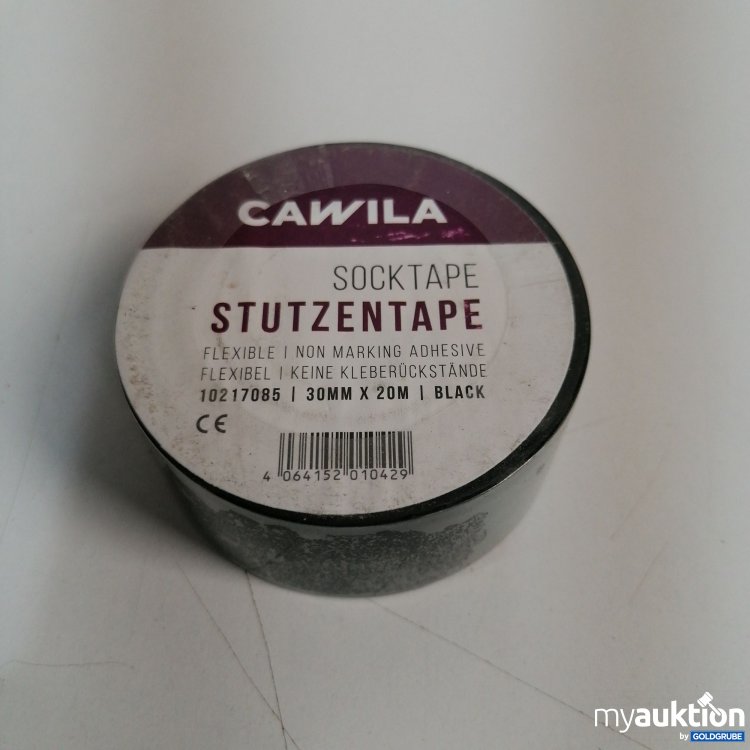 CAWILA
SOCKTAPE
STUTZENTAPE
FLEXIBLE | NON MARKING ADHESIVE
FLEXIBEL | KEINE KLEBERÜCKSTÄNDE
10217085 | 30MM X 20M | BLACK
CE
4 064152 010429
myauktion
by GOLDGRUBE